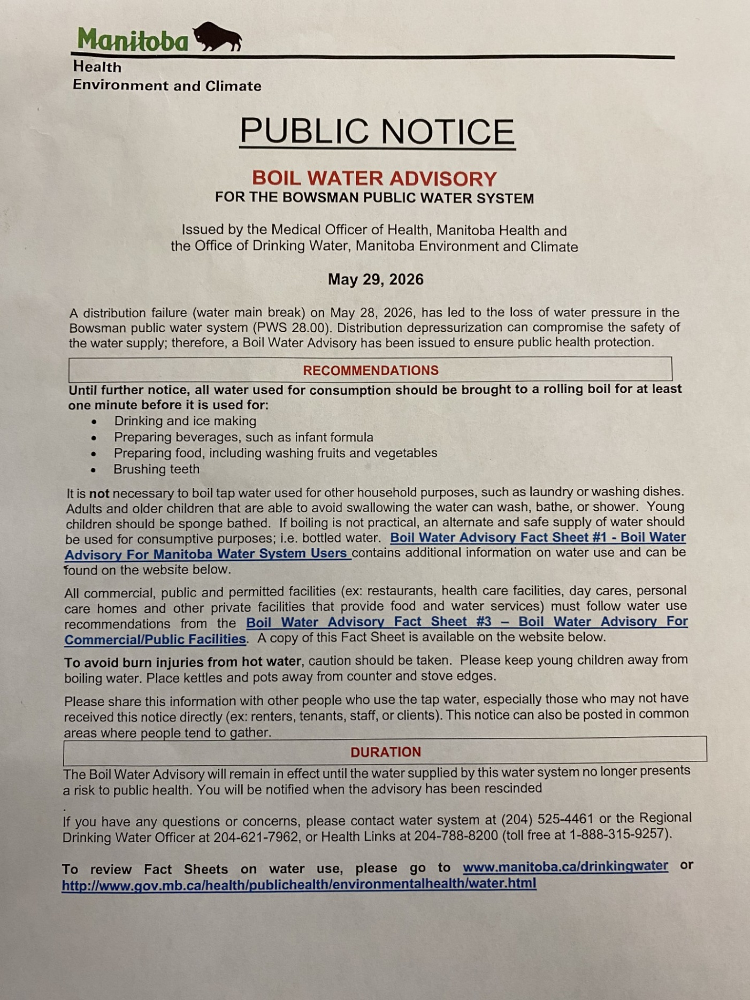 Manitoba
Health
Environment and Climate
PUBLIC NOTICE
BOIL WATER ADVISORY
FOR THE BOWSMAN PUBLIC WATER SYSTEM
Issued by the Medical Officer of Health, Manitoba Health and
the Office of Drinking Water, Manitoba Environment and Climate
May 29, 2026
A distribution failure (water main break) on May 28, 2026, has led to the loss of water pressure in the
Bowsman public water system (PWS 28.00). Distribution depressurization can compromise the safety of
the water supply; therefore, a Boil Water Advisory has been issued to ensure public health protection.
RECOMMENDATIONS
Until further notice, all water used for consumption should be brought to a rolling boil for at least
one minute before it is used for:
• Drinking and ice making
• Preparing beverages, such as infant formula
• Preparing food, including washing fruits and vegetables
• Brushing teeth
It is not necessary to boil tap water used for other household purposes, such as laundry or washing dishes.
Adults and older children that are able to avoid swallowing the water can wash, bathe, or shower. Young
children should be sponge bathed. If boiling is not practical, an alternate and safe supply of water should
be used for consumptive purposes; i.e. bottled water. Boil Water Advisory Fact Sheet #1 - Boil Water
Advisory For Manitoba Water System Users contains additional information on water use and can be
found on the website below.
All commercial, public and permitted facilities (ex: restaurants, health care facilities, day cares, personal
care homes and other private facilities that provide food and water services) must follow water use
recommendations from the Boil Water Advisory Fact Sheet #3 – Boil Water Advisory For
Commercial/Public Facilities. A copy of this Fact Sheet is available on the website below.
To avoid burn injuries from hot water, caution should be taken. Please keep young children away from
boiling water. Place kettles and pots away from counter and stove edges.
Please share this information with other people who use the tap water, especially those who may not have
received this notice directly (ex: renters, tenants, staff, or clients). This notice can also be posted in common
areas where people tend to gather.
DURATION
The Boil Water Advisory will remain in effect until the water supplied by this water system no longer presents
a risk to public health. You will be notified when the advisory has been rescinded
.
If you have any questions or concerns, please contact water system at (204) 525-4461 or the Regional
Drinking Water Officer at 204-621-7962, or Health Links at 204-788-8200 (toll free at 1-888-315-9257).
To review Fact Sheets on water use, please go to www.manitoba.ca/drinkingwater or
http://www.gov.mb.ca/health/publichealth/environmentalhealth/water.html